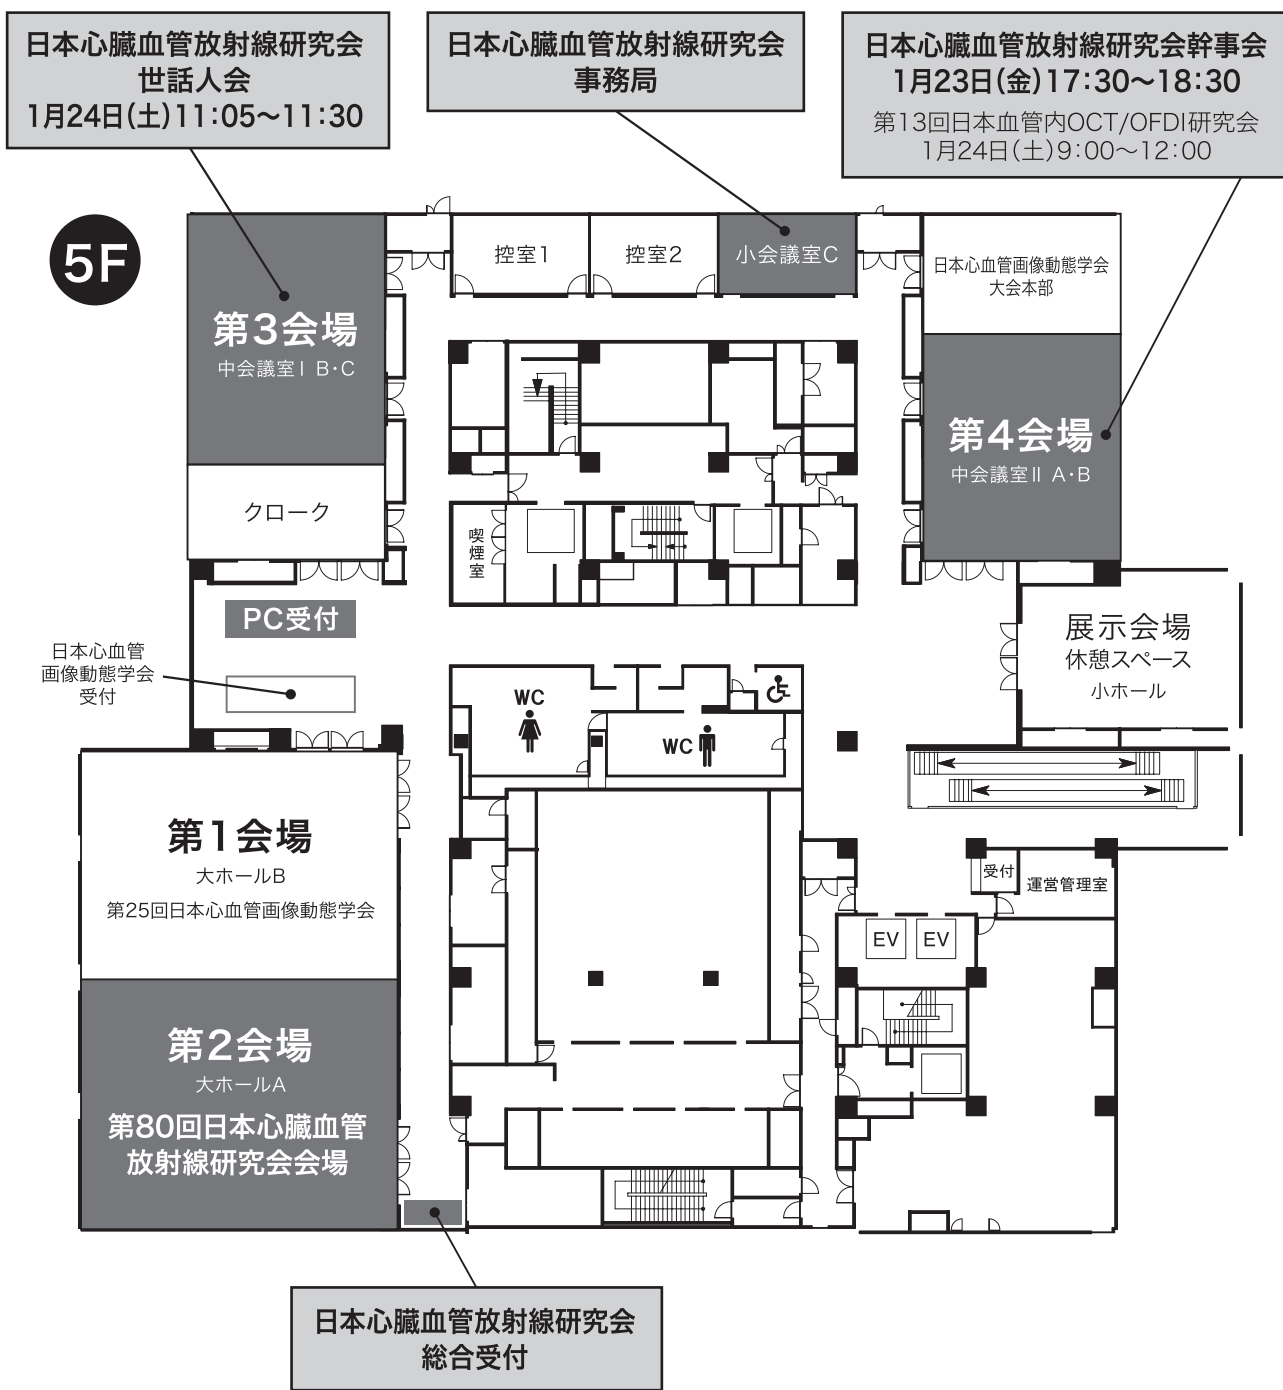 日本心臓血管放射線研究会
世話人会
1月24日(土)11:05〜11:30
日本心臓血管放射線研究会
事務局
日本心臓血管放射線研究会幹事会
1月23日(金)17:30〜18:30
第13回日本血管内OCT/OFDI研究会
1月24日(土)9:00〜12:00
5F
控室1
控室2
小会議室C
日本心血管画像動態学会
大会本部
第3会場
中会議室I B・C
第4会場
中会議室II A・B
クローク
喫煙室
PC受付
日本心血管
画像動態学会
受付
展示会場
休憩スペース
小ホール
WC
WC
第1会場
大ホールB
第25回日本心血管画像動態学会
受付
運営管理室
EV
EV
第2会場
大ホールA
第80回日本心臓血管
放射線研究会会場
日本心臓血管放射線研究会
総合受付